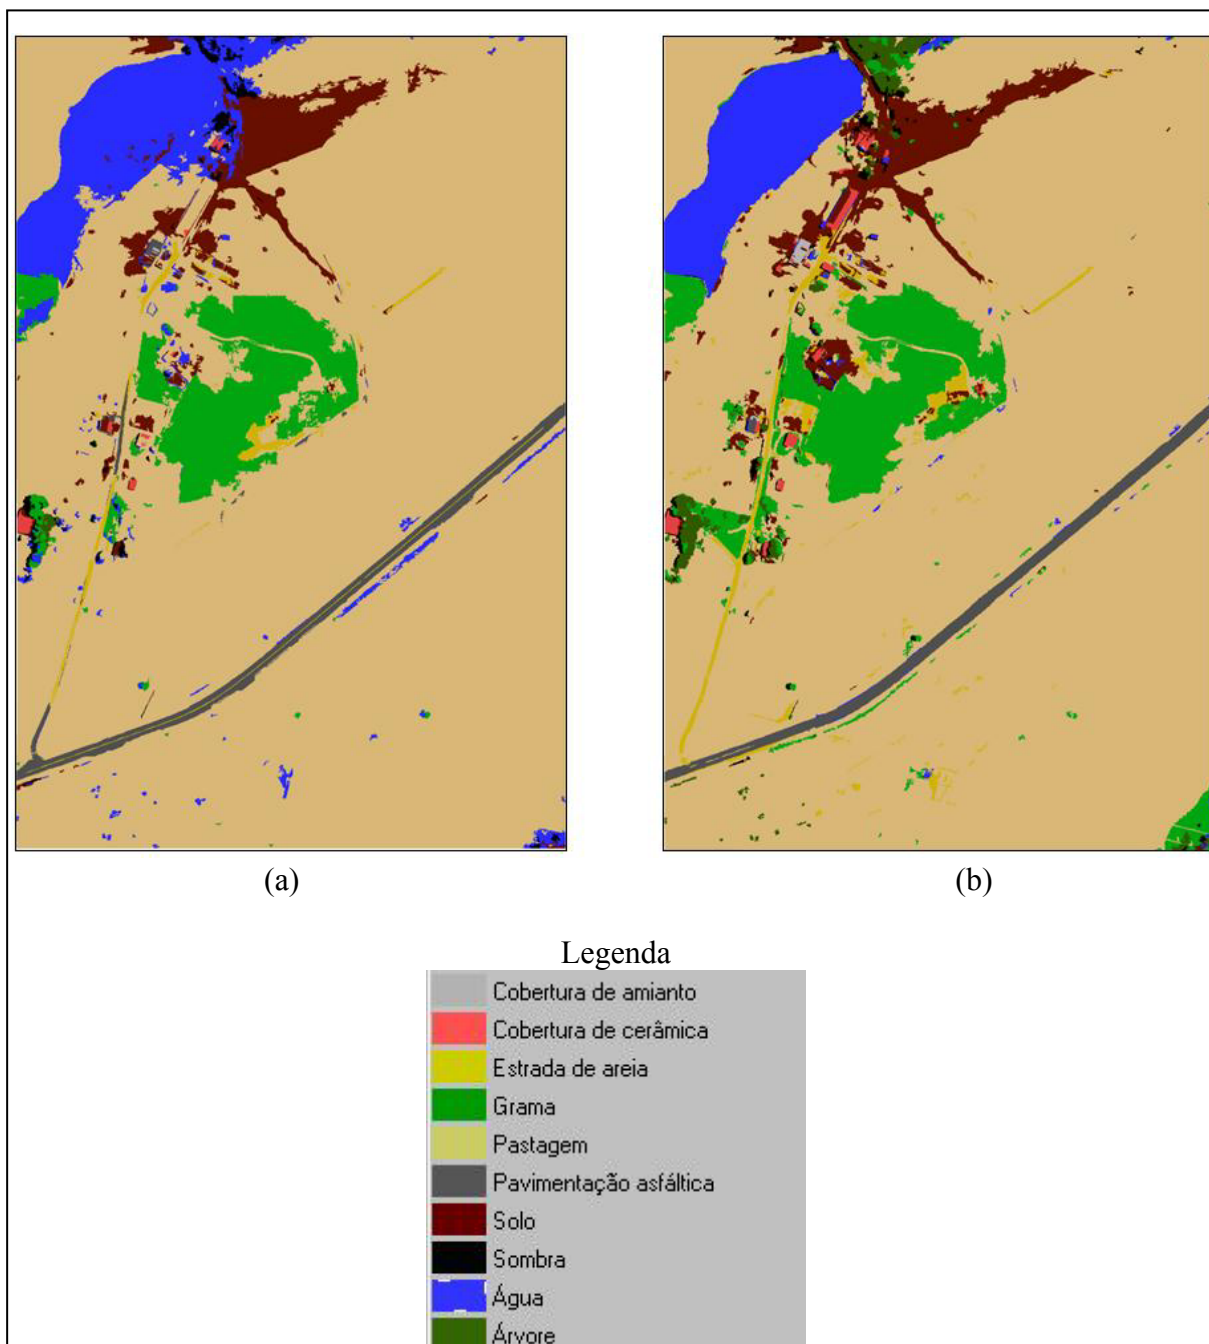 (a)
(b)
Legenda
Cobertura de amianto
Cobertura de cerâmica
Estrada de areia
Grama
Pastagem
Pavimentação asfáltica
Solo
Sombra
Água
Árvore